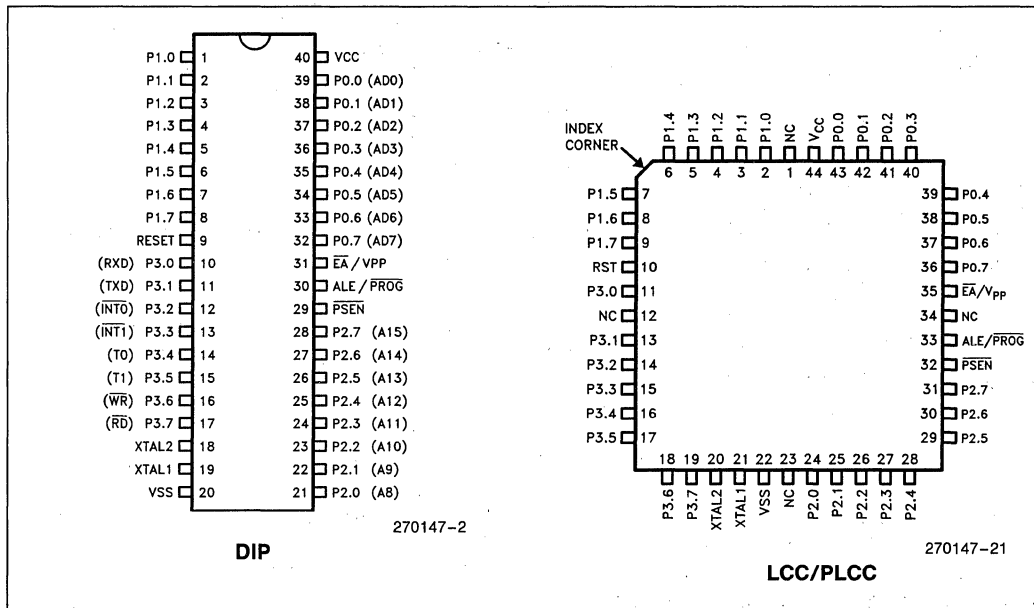 P1.0 1 40 VCC
P1.1 2 39 P0.0 (AD0)
P1.2 3 38 P0.1 (AD1)
P1.3 4 37 P0.2 (AD2)
P1.4 5 36 P0.3 (AD3)
P1.5 6 35 P0.4 (AD4)
P1.6 7 34 P0.5 (AD5)
P1.7 8 33 P0.6 (AD6)
RESET 9 32 P0.7 (AD7)
(RXD) P3.0 10 31 E̅A̅/VPP
(TXD) P3.1 11 30 ALE/P̅R̅O̅G̅
(I̅N̅T̅0̅) P3.2 12 29 P̅S̅E̅N̅
(I̅N̅T̅1̅) P3.3 13 28 P2.7 (A15)
(T0) P3.4 14 27 P2.6 (A14)
(T1) P3.5 15 26 P2.5 (A13)
(W̅R̅) P3.6 16 25 P2.4 (A12)
(R̅D̅) P3.7 17 24 P2.3 (A11)
XTAL2 18 23 P2.2 (A10)
XTAL1 19 22 P2.1 (A9)
VSS 20 21 P2.0 (A8)
270147-2
DIP
INDEX
CORNER
P1.4 P1.3 P1.2 P1.1 P1.0 NC VCC P0.0 P0.1 P0.2 P0.3
6 5 4 3 2 1 44 43 42 41 40
P1.5 7 39 P0.4
P1.6 8 38 P0.5
P1.7 9 37 P0.6
RST 10 36 P0.7
P3.0 11 35 E̅A̅/VPP
NC 12 34 NC
P3.1 13 33 ALE/P̅R̅O̅G̅
P3.2 14 32 P̅S̅E̅N̅
P3.3 15 31 P2.7
P3.4 16 30 P2.6
P3.5 17 29 P2.5
18 19 20 21 22 23 24 25 26 27 28
P3.6 P3.7 XTAL2 XTAL1 VSS NC P2.0 P2.1 P2.2 P2.3 P2.4
270147-21
LCC/PLCC